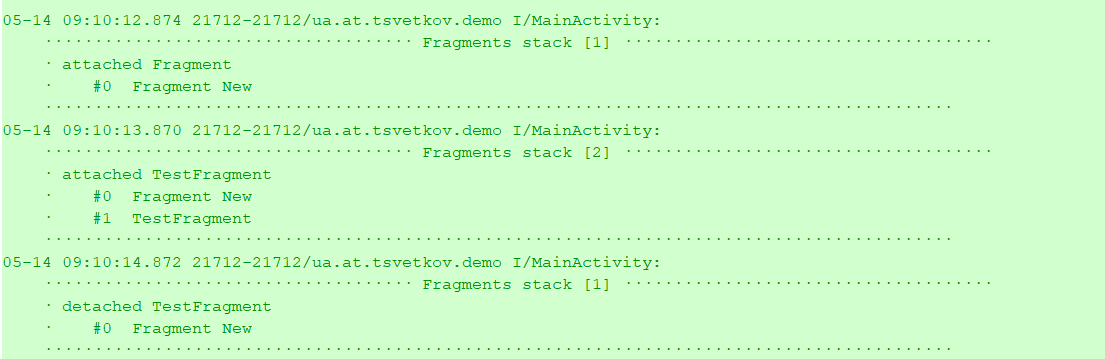 05-14 09:10:12.874 21712-21712/ua.at.tsvetkov.demo I/MainActivity:
····································· Fragments stack [1] ·····································
· attached Fragment
·    #0  Fragment New
···········································································································
05-14 09:10:13.870 21712-21712/ua.at.tsvetkov.demo I/MainActivity:
····································· Fragments stack [2] ·····································
· attached TestFragment
·    #0  Fragment New
·    #1  TestFragment
···········································································································
05-14 09:10:14.872 21712-21712/ua.at.tsvetkov.demo I/MainActivity:
····································· Fragments stack [1] ·····································
· detached TestFragment
·    #0  Fragment New
···········································································································